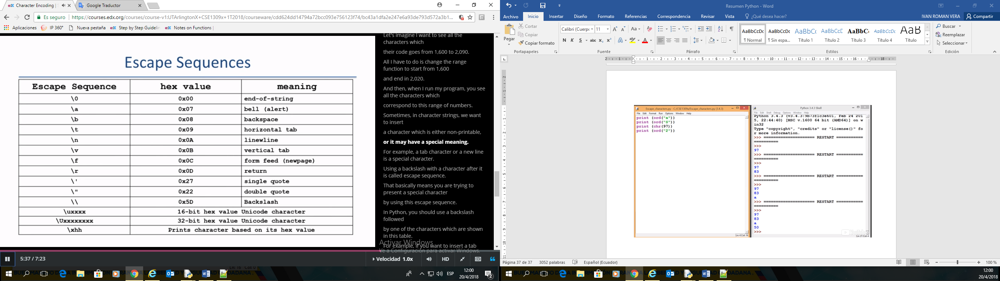 Character Encoding |
Google Traductor
Es seguro
https://courses.edx.org/courses/course-v1:UTArlingtonX+CSE1309x+1T2018/courseware/cdd624dd14794a72bcc093e756123f74/bc43a1dfa2e247e6a93de793d572a3b1...
Aplicaciones
IP 360°
Nueva pestaña
Step by Step Guidelin
Notes on Functions |
Escape Sequences
Escape Sequence hex value meaning
\0 0x00 end-of-string
\a 0x07 bell (alert)
\b 0x08 backspace
\t 0x09 horizontal tab
\n 0x0A linewline
\v 0x0B vertical tab
\f 0x0C form feed (newpage)
\r 0x0D return
\' 0x27 single quote
\" 0x22 double quote
\\ 0x5D Backslash
\uxxxx 16-bit hex value Unicode character
\Uxxxxxxxx 32-bit hex value Unicode character
\xhh Prints character based on its hex value
Let's imagine I want to see all the
characters which
their code goes from 1,600 to 2,090.
All I have to do is change the range
function to start from 1,600
and end in 2,020.
And then, when I run my program, you see
all the characters which
correspond to this range of numbers.
Sometimes, in character strings, we want
to insert
a character which is either non-printable,
or it may have a special meaning.
For example, a tab character or a new line
is a special character.
Using a backslash with a character after it
is called escape sequence.
That basically means you are trying to
present a special character
by using this escape sequence.
In Python, you should use a backslash
followed
by one of the characters which are shown
in this table.
For example, if you want to insert a tab
Activar Windows
Ve a Configuración para activar Windows.
5:37 / 7:23
Velocidad 1.0x
HD
Ln: 16 Col: 0
ESP
12:00
20/4/2018
2
Resumen Python - Word
Archivo Inicio Insertar Diseño Formato Referencias Correspondencia Revisar Vista ¿Qué desea hacer?
IVAN ROMAN VERA
Compartir
Pegar
Cortar
Copiar
Copiar formato
Portapapeles
Calibri (Cuerpo 11
N K S abc x₂ x²
Fuente
Párrafo
AaBbCcDc AaBbCcDc AaBbC( AaBbCcE AaBbC AaBbCcDc AaB
¶ Normal ¶ Sin espa... Título 1 Título 2 Título 3 Título 4 Título
Estilos
Buscar
Reemplazar
Seleccionar
Edición
Escape_characters.py - C:/CSE1309x/Escape_characters.py (3.4.3)
File Edit Format Run Options Window Help
print (ord("a"))
print (ord("S"))
print (chr(97))
print (ord("2"))
Ln: 4 Col: 16
Python 3.4.3 Shell
File Edit Shell Debug Options Window Help
Python 3.4.3 (v3.4.3:9b73f1c3e601, Feb 24 201
5, 22:44:40) [MSC v.1600 64 bit (AMD64)] on w
in32
Type "copyright", "credits" or "license()" fo
r more information.
>>> ====================== RESTART ============
===========
>>>
97
>>> ====================== RESTART ============
===========
>>>
97
83
>>> ====================== RESTART ============
===========
>>>
97
83
a
>>> ====================== RESTART ============
===========
>>>
97
83
a
50
>>>
YouTube
Ln: 21 Col: 4
Página 37 de 37 3052 palabras Español (Ecuador)
100 %
12:00
20/4/2018